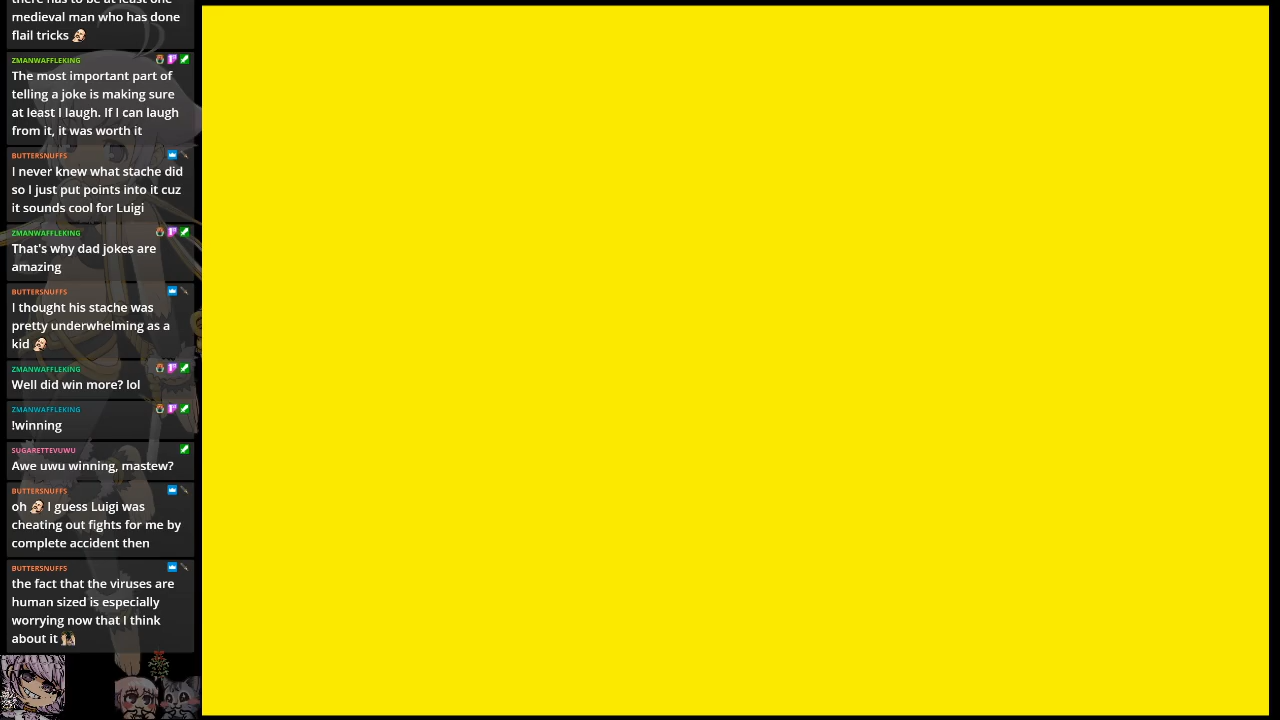 there has to be at least one
medieval man who has done
flail tricks
ZMANWAFFLEKING
The most important part of
telling a joke is making sure
at least I laugh. If I can laugh
from it, it was worth it
BUTTERSNUFFS
I never knew what stache did
so I just put points into it cuz
it sounds cool for Luigi
ZMANWAFFLEKING
That's why dad jokes are
amazing
BUTTERSNUFFS
I thought his stache was
pretty underwhelming as a
kid
ZMANWAFFLEKING
Well did win more? lol
ZMANWAFFLEKING
!winning
SUGARETTEVUWU
Awe uwu winning, mastew?
BUTTERSNUFFS
oh I guess Luigi was
cheating out fights for me by
complete accident then
BUTTERSNUFFS
the fact that the viruses are
human sized is especially
worrying now that I think
about it